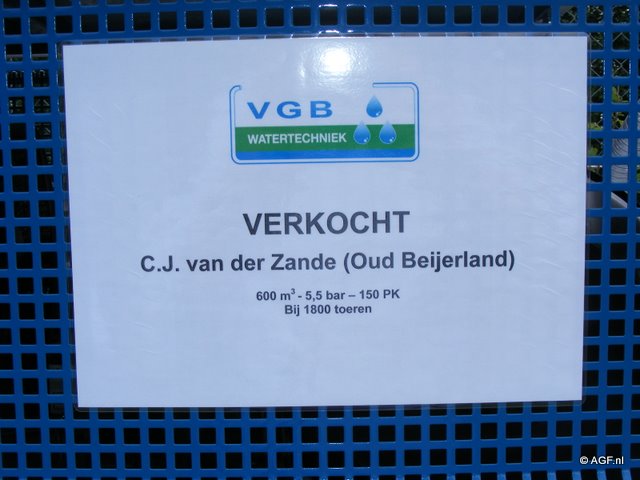 VGB
WATERTECHNIEK
VERKOCHT
C.J. van der Zande (Oud Beijerland)
600 m³ - 5,5 bar – 150 PK
Bij 1800 toeren
© AGF.nl